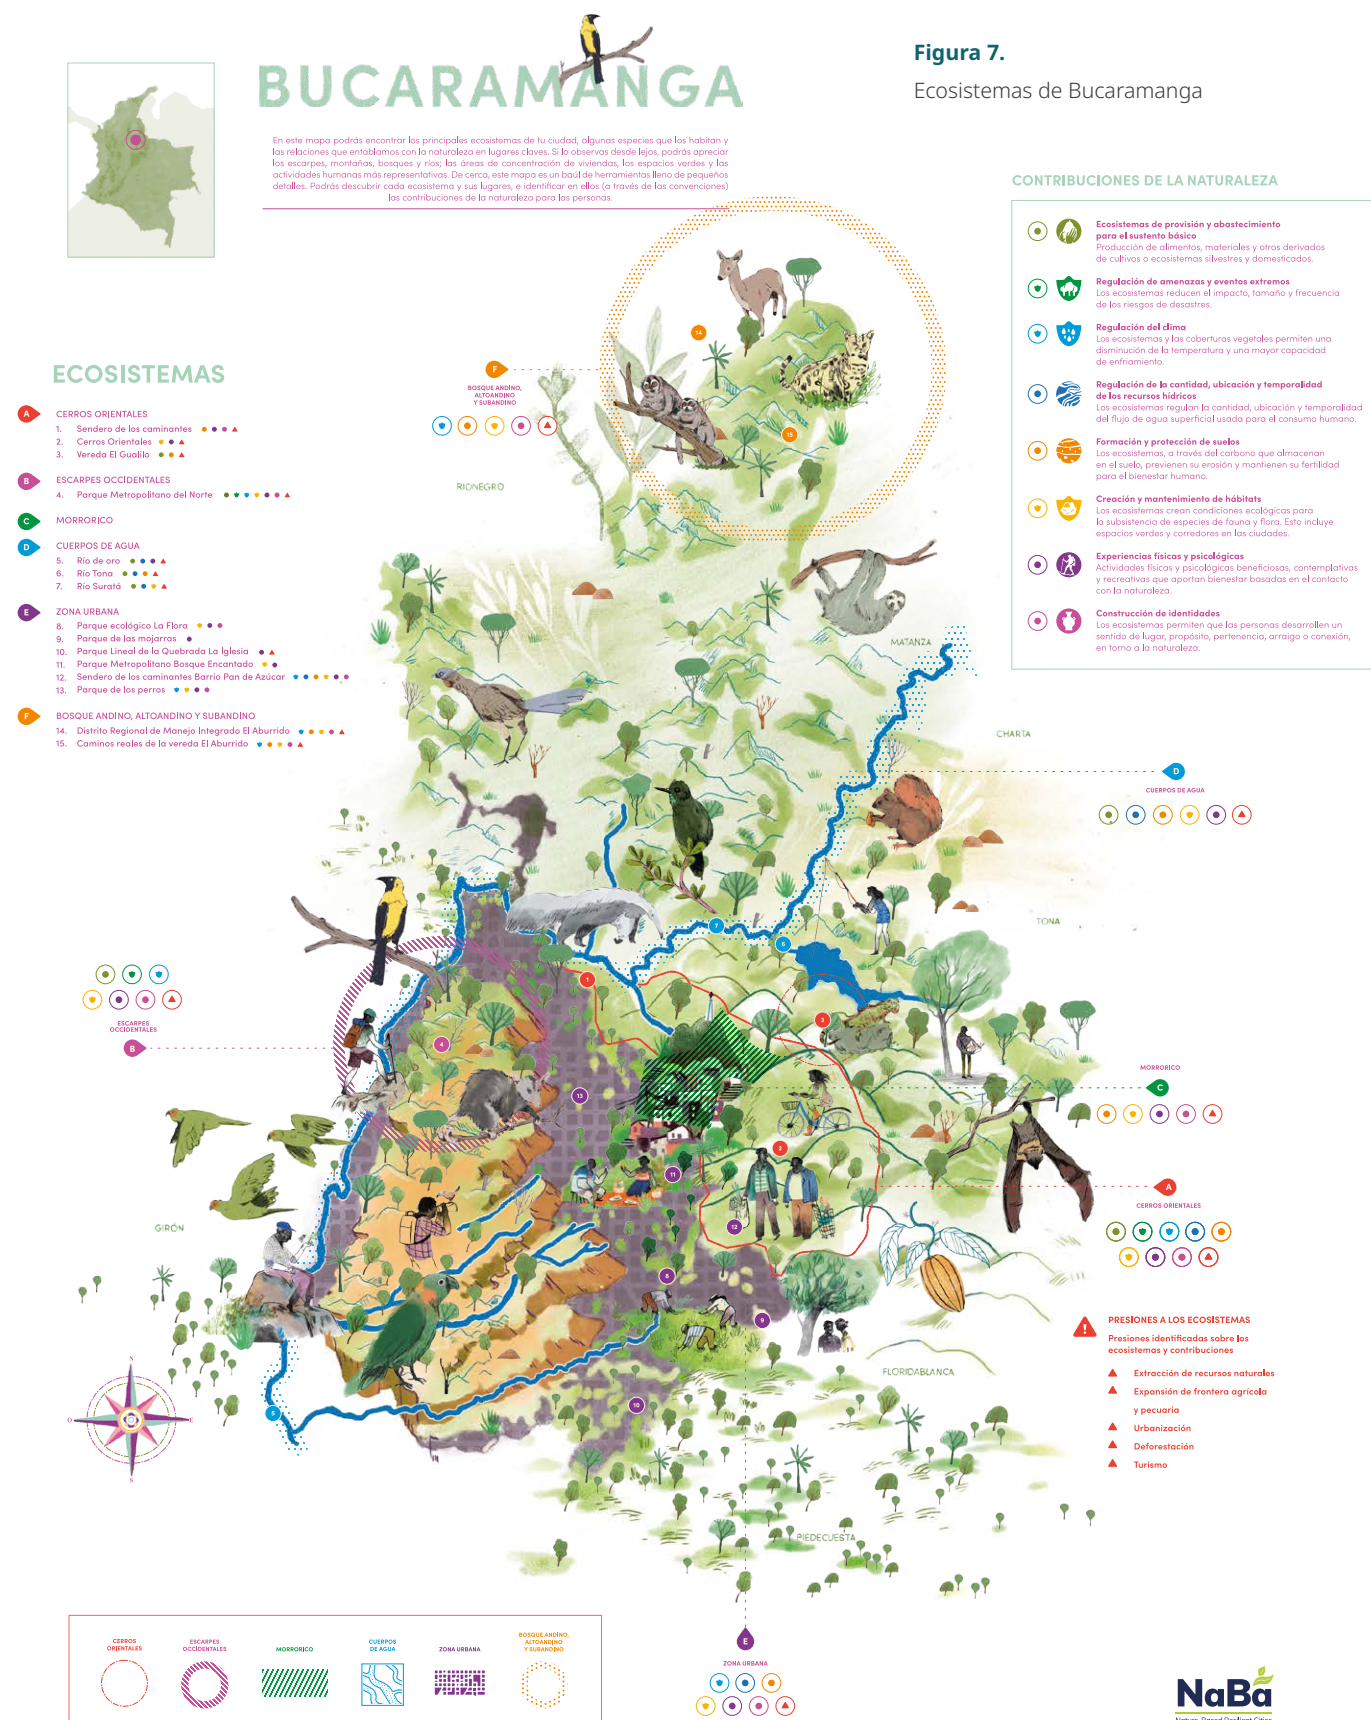 BUCARAMANGA
En este mapa podrás encontrar los principales ecosistemas de tu ciudad, algunas especies que los habitan y
las relaciones que entablamos con la naturaleza en lugares claves. Si lo observas desde lejos, podrás apreciar
los escarpes, montañas, bosques y ríos; las áreas de concentración de viviendas, los espacios verdes y las
actividades humanas más representativas. De cerca, este mapa es un baúl de herramientas lleno de pequeños
detalles. Podrás descubrir cada ecosistema y sus lugares, e identificar en ellos (a través de las convenciones)
las contribuciones de la naturaleza para las personas.
Figura 7.
Ecosistemas de Bucaramanga
CONTRIBUCIONES DE LA NATURALEZA
Ecosistemas de provisión y abastecimiento
para el sustento básico
Producción de alimentos, materiales y otros derivados
de cultivos o ecosistemas silvestres y domesticados.
Regulación de amenazas y eventos extremos
Los ecosistemas reducen el impacto, tamaño y frecuencia
de los riesgos de desastres.
Regulación del clima
Los ecosistemas y las coberturas vegetales permiten una
disminución de la temperatura y una mayor capacidad
de enfriamiento.
Regulación de la cantidad, ubicación y temporalidad
de los recursos hídricos
Los ecosistemas regulan la cantidad, ubicación y temporalidad
del flujo de agua superficial usada para el consumo humano.
Formación y protección de suelos
Los ecosistemas, a través del carbono que almacenan
en el suelo, previenen su erosión y mantienen su fertilidad
para el bienestar humano.
Creación y mantenimiento de hábitats
Los ecosistemas crean condiciones ecológicas para
la subsistencia de especies de fauna y flora. Esto incluye
espacios verdes y corredores en las ciudades.
Experiencias físicas y psicológicas
Actividades físicas y psicológicas beneficiosas, contemplativas
y recreativas que aportan bienestar basadas en el contacto
con la naturaleza.
Construcción de identidades
Los ecosistemas permiten que las personas desarrollen un
sentido de lugar, propósito, pertenencia, arraigo o conexión,
en torno a la naturaleza.
ECOSISTEMAS
A CERROS ORIENTALES
1. Sendero de los caminantes
2. Cerros Orientales
3. Vereda El Gualilo
B ESCARPES OCCIDENTALES
4. Parque Metropolitano del Norte
C MORRORICO
D CUERPOS DE AGUA
5. Río de oro
6. Río Tona
7. Río Suratá
E ZONA URBANA
8. Parque ecológico La Flora
9. Parque de las mojarras
10. Parque Lineal de la Quebrada La Iglesia
11. Parque Metropolitano Bosque Encantado
12. Sendero de los caminantes Barrio Pan de Azúcar
13. Parque de los perros
F BOSQUE ANDINO, ALTOANDINO Y SUBANDINO
14. Distrito Regional de Manejo Integrado El Aburrido
15. Caminos reales de la vereda El Aburrido
F
BOSQUE ANDINO,
ALTOANDINO
Y SUBANDINO
14
15
RIONEGRO
MATANZA
CHARTA
D
CUERPOS DE AGUA
TONA
7
6
1
3
4
13
ESCARPES
OCCIDENTALES
B
MORRORICO
C
2
11
12
A
CERROS ORIENTALES
GIRÓN
8
9
10
5
FLORIDABLANCA
PIEDECUESTA
N
O
E
S
PRESIONES A LOS ECOSISTEMAS
Presiones identificadas sobre los
ecosistemas y contribuciones
Extracción de recursos naturales
Expansión de frontera agrícola
y pecuaria
Urbanización
Deforestación
Turismo
E
ZONA URBANA
CERROS
ORIENTALES
ESCARPES
OCCIDENTALES
MORRORICO
CUERPOS
DE AGUA
ZONA URBANA
BOSQUE ANDINO,
ALTOANDINO
Y SUBANDINO
NaBa